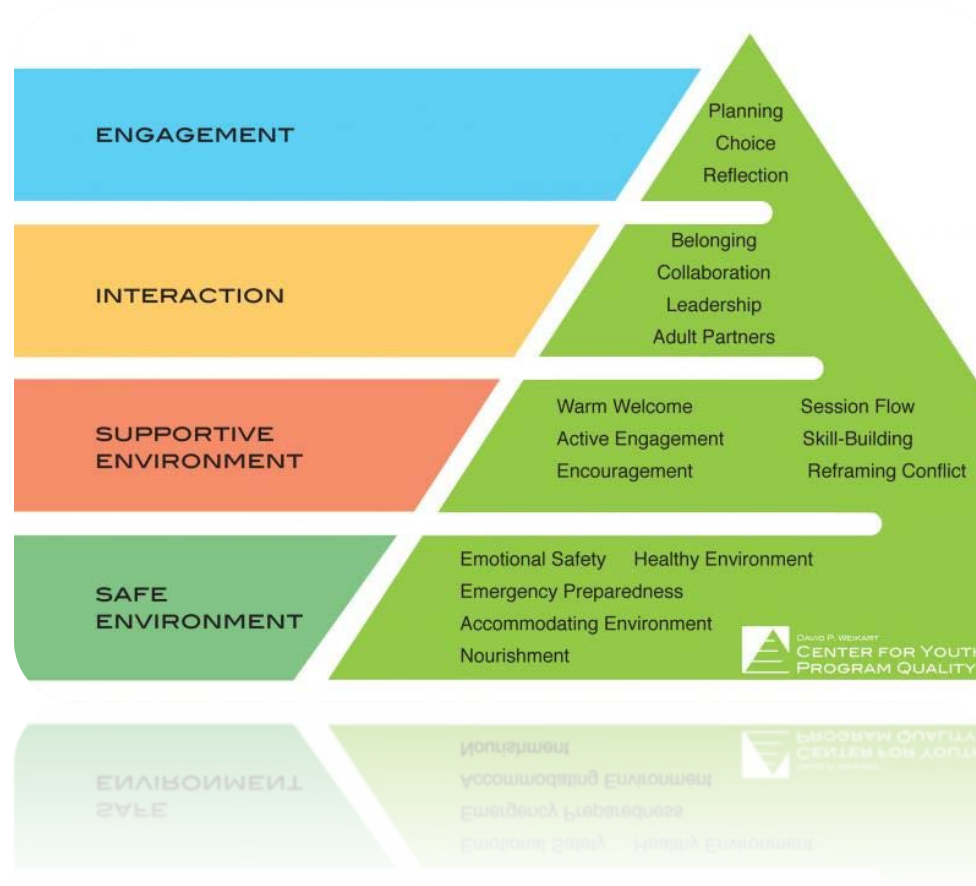 ENGAGEMENT
Planning
Choice
Reflection
INTERACTION
Belonging
Collaboration
Leadership
Adult Partners
SUPPORTIVE
ENVIRONMENT
Warm Welcome
Active Engagement
Encouragement
Session Flow
Skill-Building
Reframing Conflict
SAFE
ENVIRONMENT
Emotional Safety Healthy Environment
Emergency Preparedness
Accommodating Environment
Nourishment
DAVID P. WEIKART
CENTER FOR YOUTH
PROGRAM QUALITY